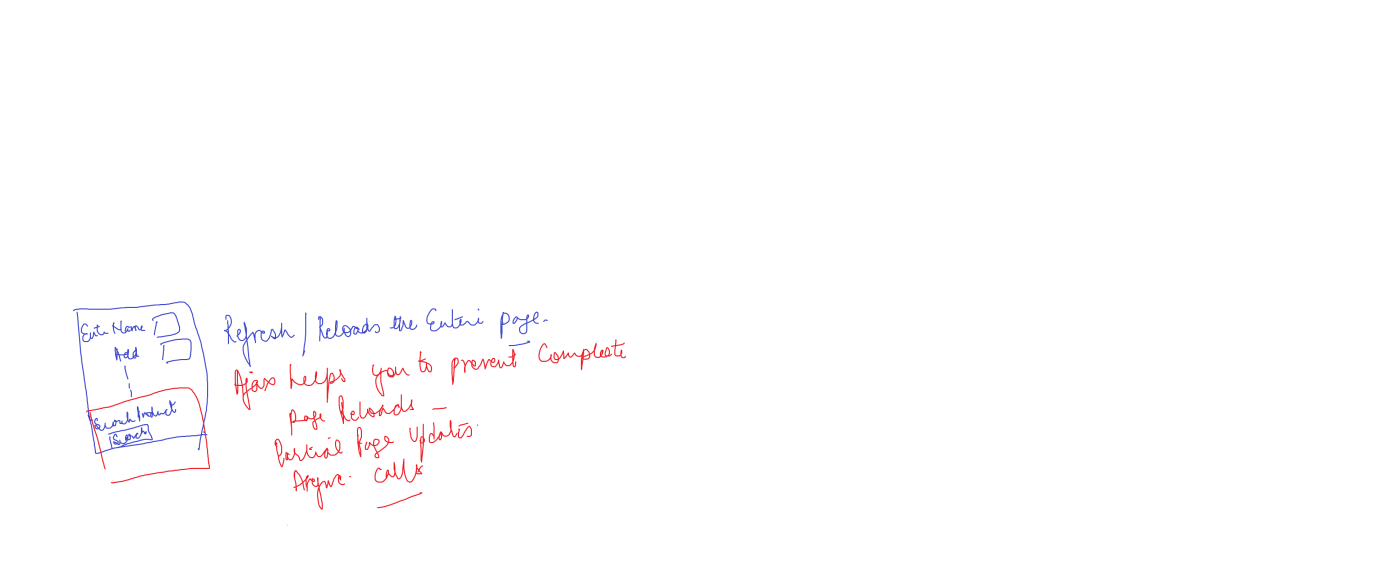 Enter Name
Add
Search Product
Search
Refresh / Reloads the Entire page.
Ajax helps you to prevent Complete
page Reloads -
Partial Page Updates.
Async. Calls